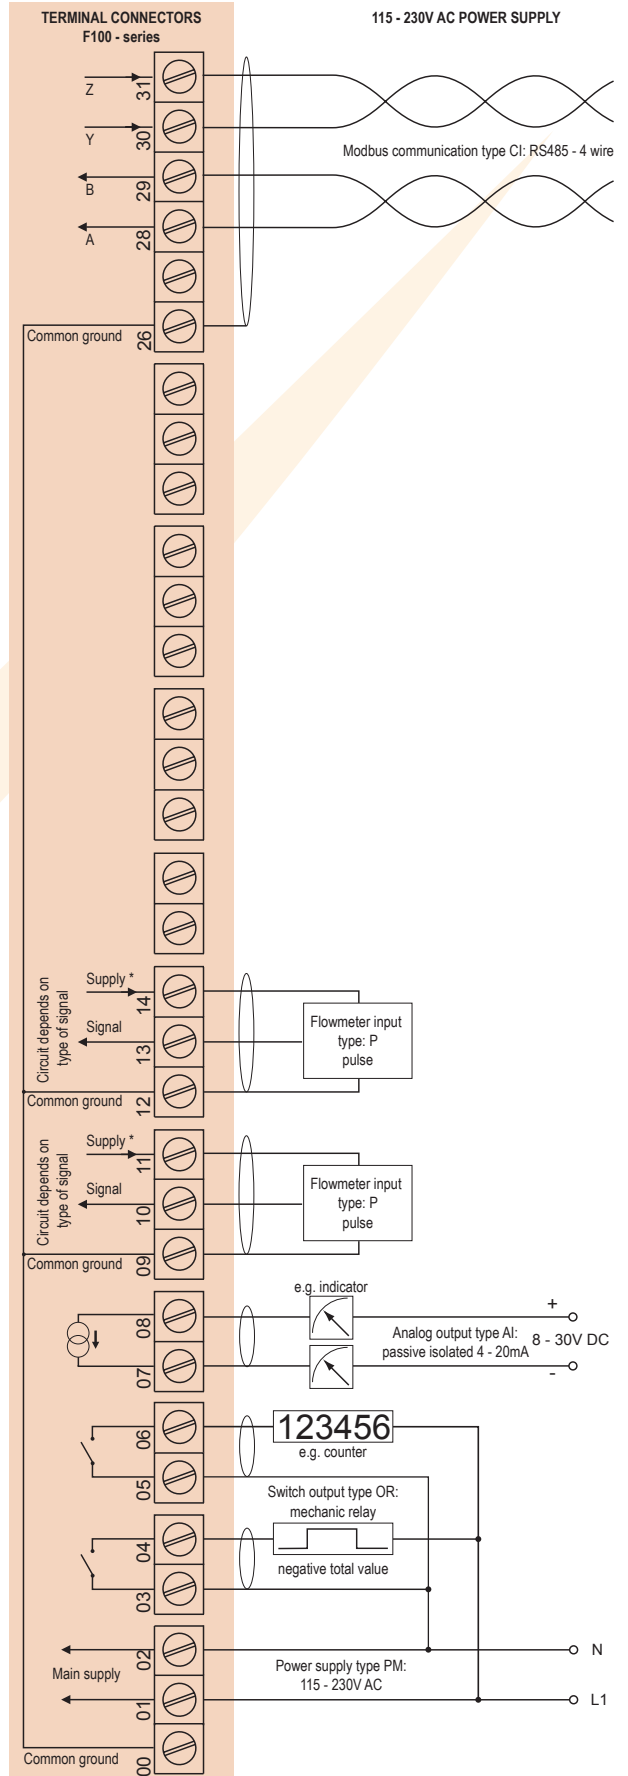 TERMINAL CONNECTORS
F100 - series
115 - 230V AC POWER SUPPLY
Z
31
Y
30
Modbus communication type CI: RS485 - 4 wire
B
29
A
28
Common ground
26
Circuit depends on
type of signal
Supply *
14
Signal
13
Flowmeter input
type: P
pulse
Common ground
12
Circuit depends on
type of signal
Supply *
11
Signal
10
Flowmeter input
type: P
pulse
Common ground
09
e.g. indicator
08
+
Analog output type AI:
passive isolated 4 - 20mA
8 - 30V DC
07
-
06
123456
e.g. counter
05
Switch output type OR:
mechanic relay
04
negative total value
03
02
N
Main supply
Power supply type PM:
115 - 230V AC
01
L1
Common ground
00